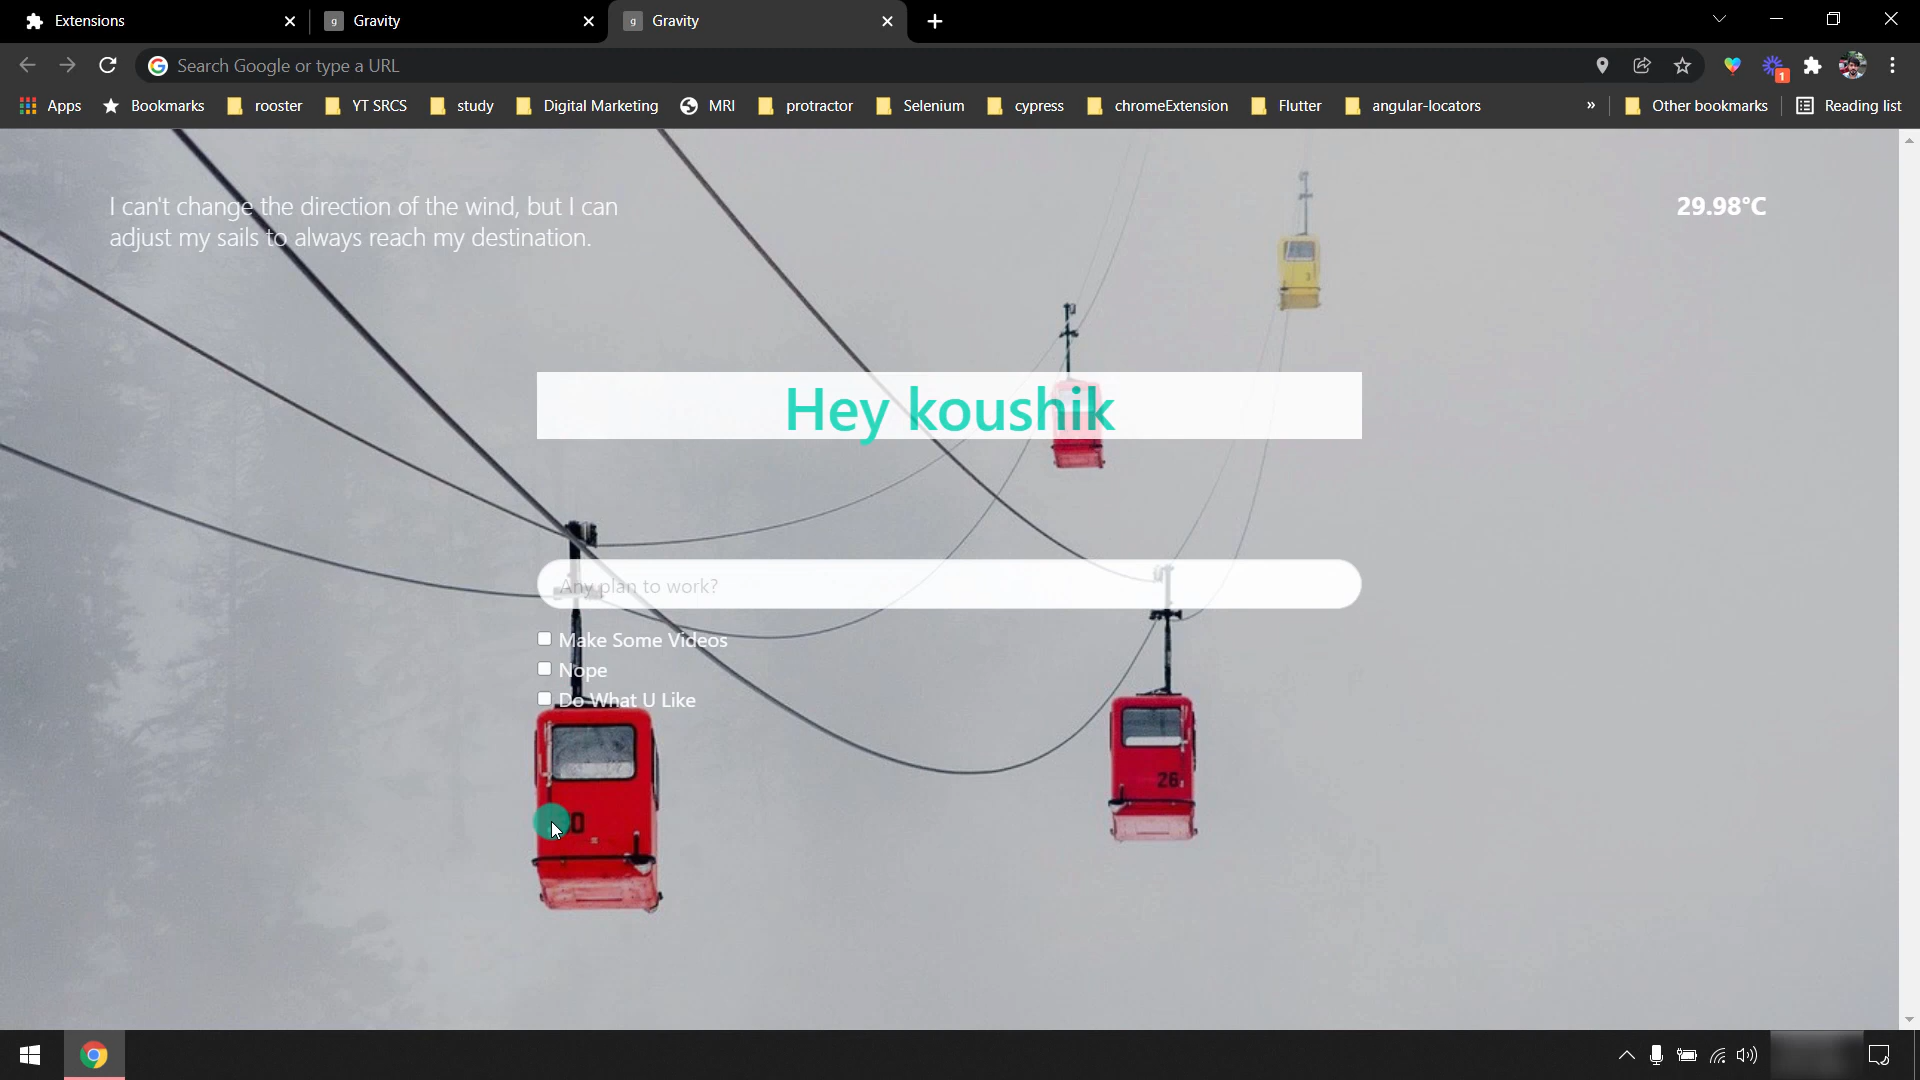 Extensions
Gravity
Gravity
Search Google or type a URL
1
Apps
Bookmarks
rooster
YT SRCS
study
Digital Marketing
MRI
protractor
Selenium
cypress
chromeExtension
Flutter
angular-locators
»
Other bookmarks
Reading list
I can't change the direction of the wind, but I can
adjust my sails to always reach my destination.
29.98°C
Hey koushik
Any plan to work?
Make Some Videos
Nope
Do What U Like
26